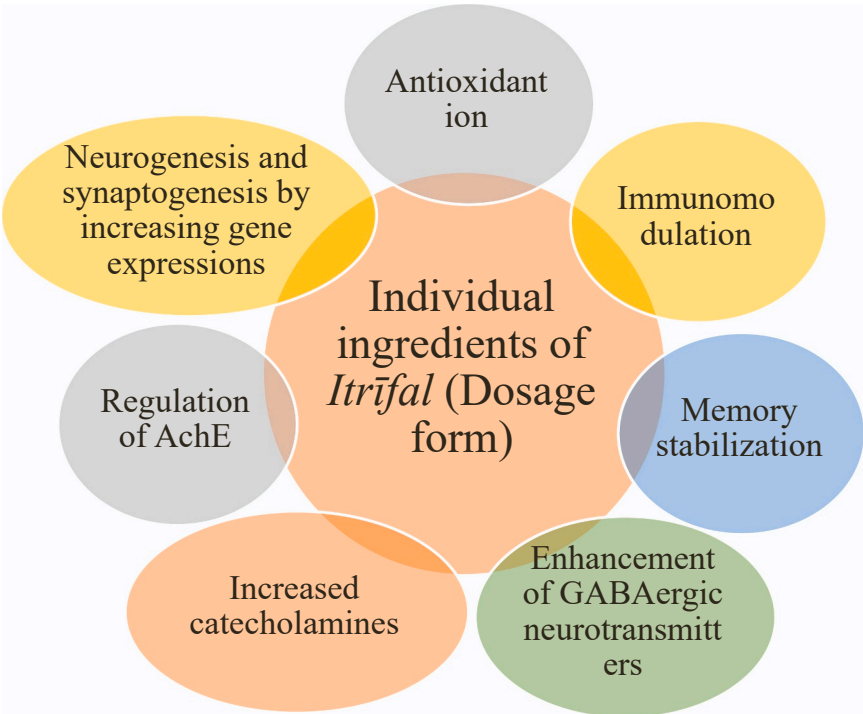 Antioxidant
ion
Neurogenesis and
synaptogenesis by
increasing gene
expressions
Immunomo
dulation
Individual
ingredients of
Itrīfal (Dosage
form)
Regulation
of AchE
Memory
stabilization
Increased
catecholamines
Enhancement
of GABAergic
neurotransmitt
ers